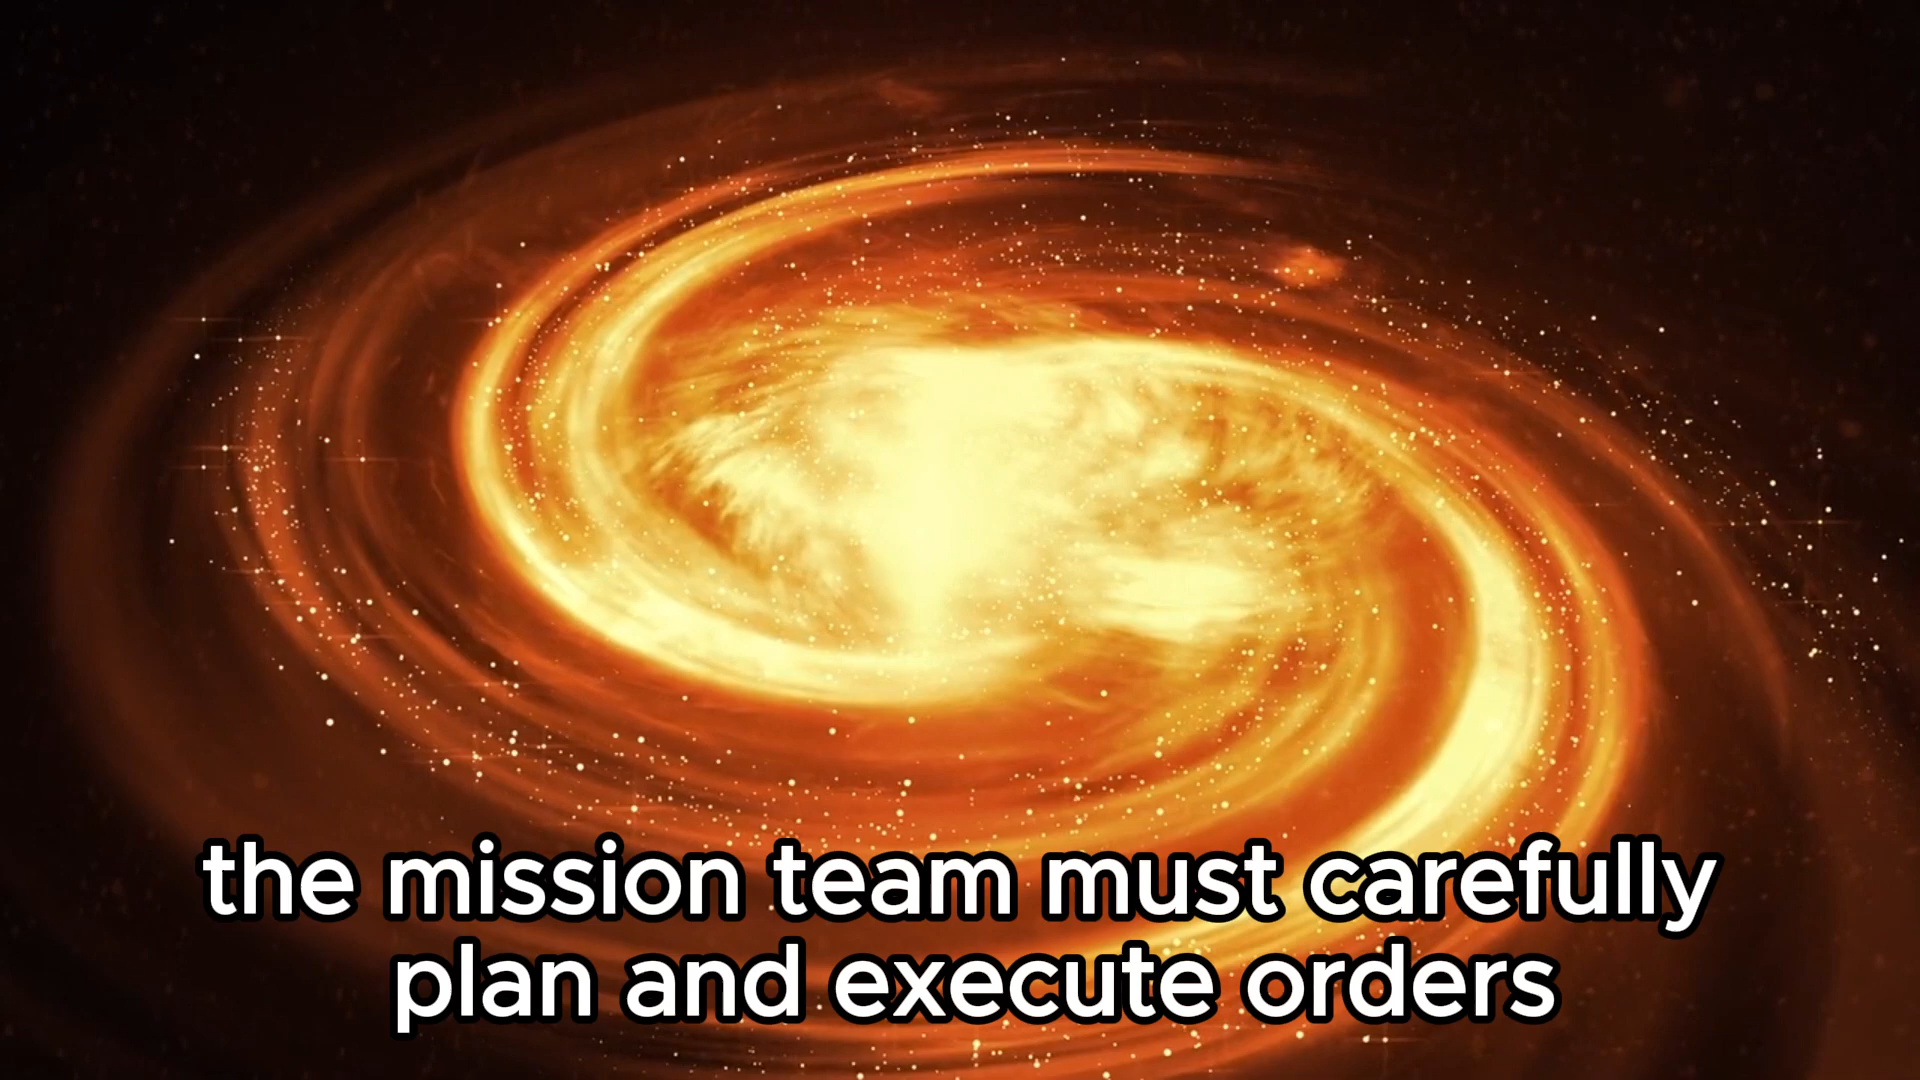 the mission team must carefully
plan and execute orders